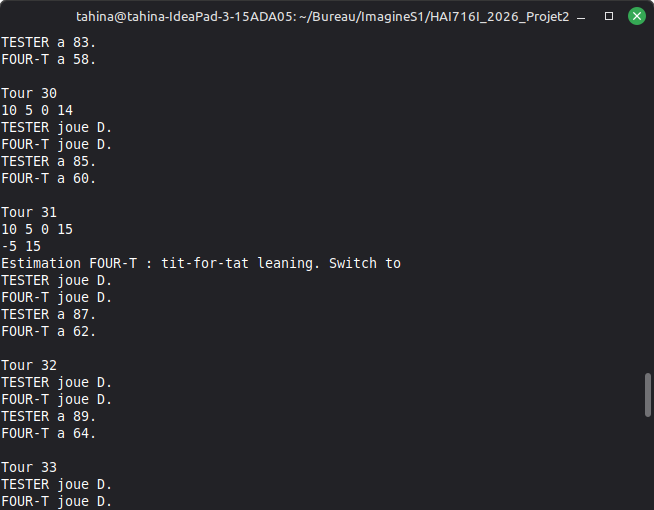 tahina@tahina-IdeaPad-3-15ADA05: ~/Bureau/ImagineS1/HAI716I_2026_Projet2
TESTER a 83.
FOUR-T a 58.
Tour 30
10 5 0 14
TESTER joue D.
FOUR-T joue D.
TESTER a 85.
FOUR-T a 60.
Tour 31
10 5 0 15
-5 15
Estimation FOUR-T : tit-for-tat leaning. Switch to
TESTER joue D.
FOUR-T joue D.
TESTER a 87.
FOUR-T a 62.
Tour 32
TESTER joue D.
FOUR-T joue D.
TESTER a 89.
FOUR-T a 64.
Tour 33
TESTER joue D.
FOUR-T joue D.